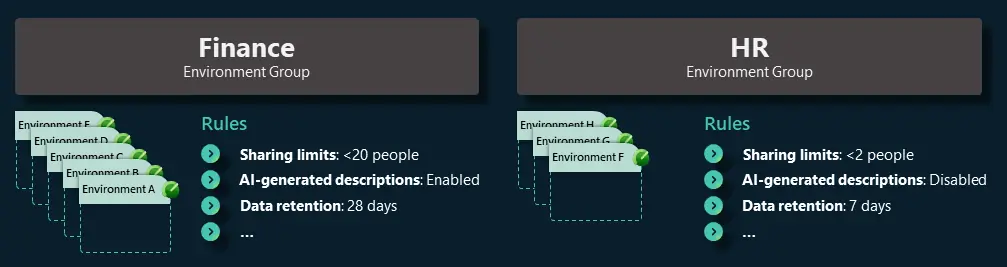 Finance
Environment Group
Environment E
Environment D
Environment C
Environment B
Environment A
Rules
Sharing limits: <20 people
AI-generated descriptions: Enabled
Data retention: 28 days
...
HR
Environment Group
Environment H
Environment G
Environment F
Rules
Sharing limits: <2 people
AI-generated descriptions: Disabled
Data retention: 7 days
...